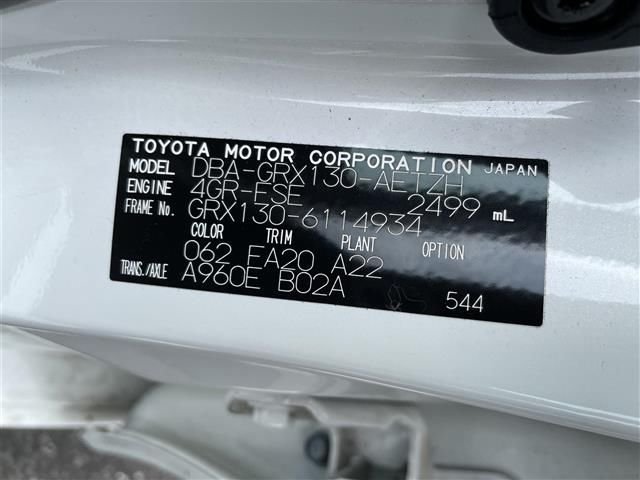 TOYOTA MOTOR CORPORATION JAPAN
MODEL DBA-GRX130-AETZH
ENGINE 4GR-FSE 2499 mL
FRAME No. GRX130-6114934
COLOR TRIM PLANT OPTION
062 FA20 A22
TRANS./AXLE A960E B02A
544